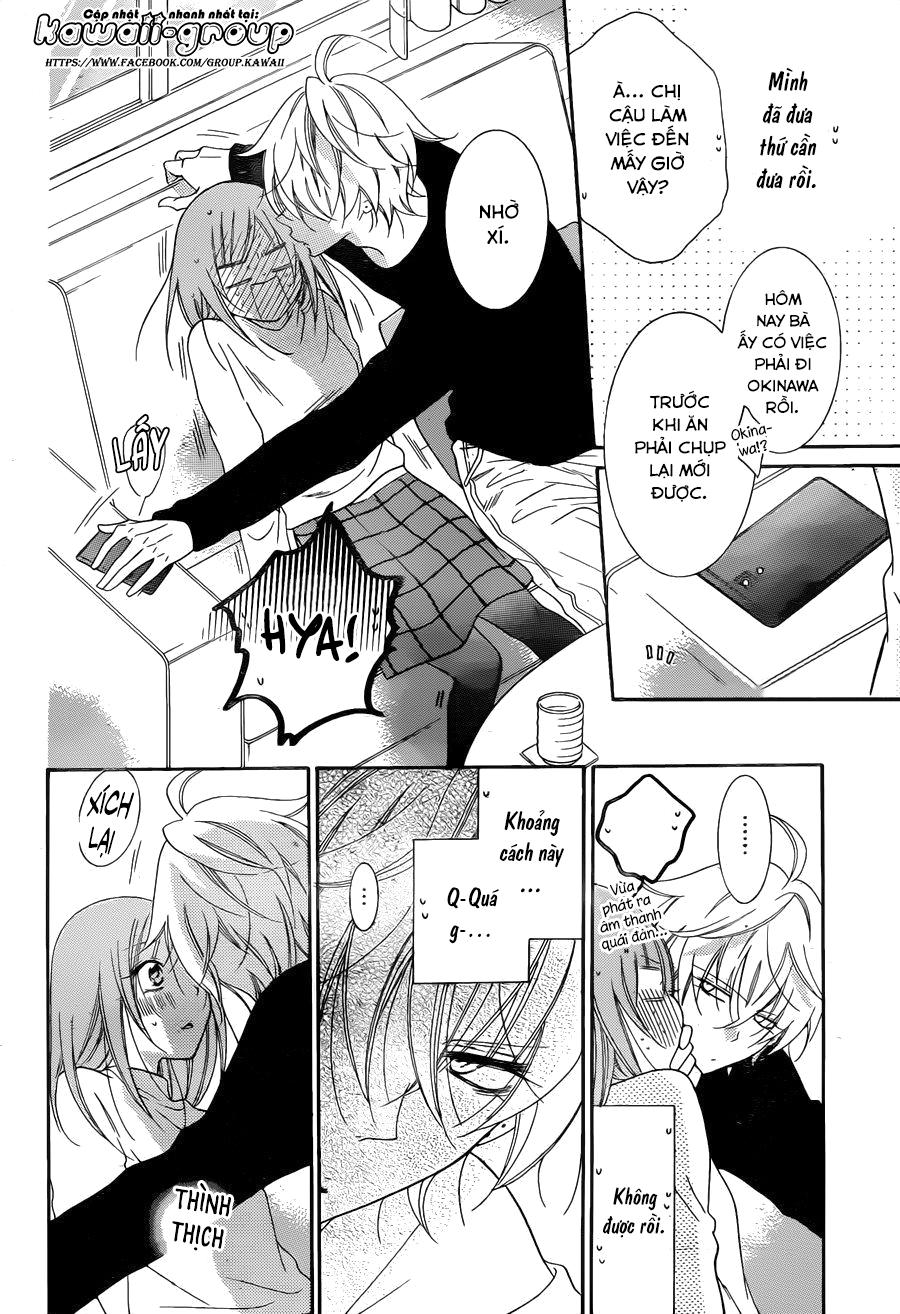 Cập nhật nhanh nhất tại:
kawaii-group
HTTPS://WWW.FACEBOOK.COM/GROUP.KAWAII
Mình
đã đưa
thứ cần
đưa rồi.
À... CHỊ
CẬU LÀM
VIỆC ĐẾN
MẤY GIỜ
VẬY?
HÔM
NAY BÀ
ẤY CÓ VIỆC
PHẢI ĐI
OKINAWA
RỒI.
Okina-
wa!?
TRƯỚC
KHI ĂN
PHẢI CHỤP
LẠI MỚI
ĐƯỢC.
NHỜ
XÍ.
LẤY
HYA!
......
Vừa
phát ra
âm thanh
quái đản...
Không
được rồi.
Khoảng
cách này
...
Q-Quá
g-...
...
XÍCH
LẠI
THÌNH
THỊCH